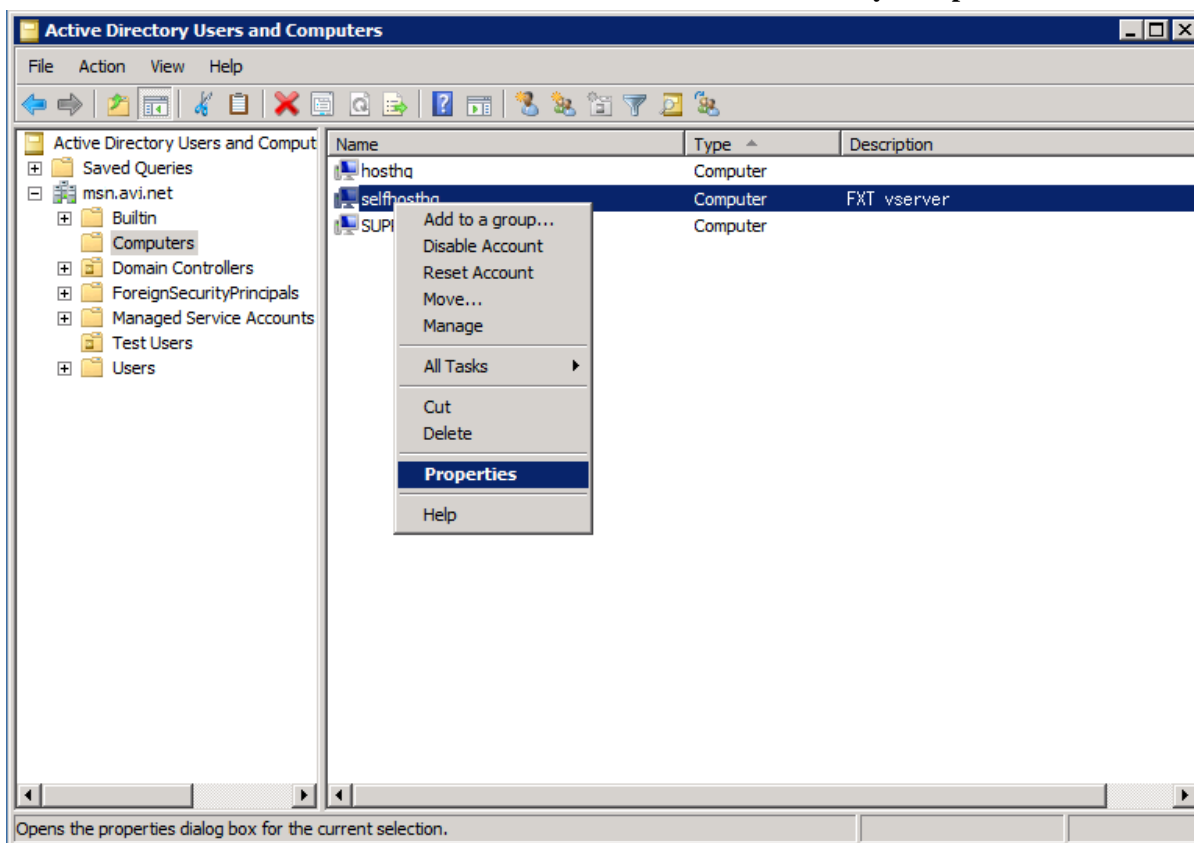 Active Directory Users and Computers
File Action View Help
Active Directory Users and Comput
Saved Queries
msn.avi.net
Builtin
Computers
Domain Controllers
ForeignSecurityPrincipals
Managed Service Accounts
Test Users
Users
Name Type Description
hosthq Computer
selfhosthq Computer FXT vserver
Computer
Add to a group...
Disable Account
Reset Account
Move...
Manage
All Tasks
Cut
Delete
Properties
Help
Opens the properties dialog box for the current selection.